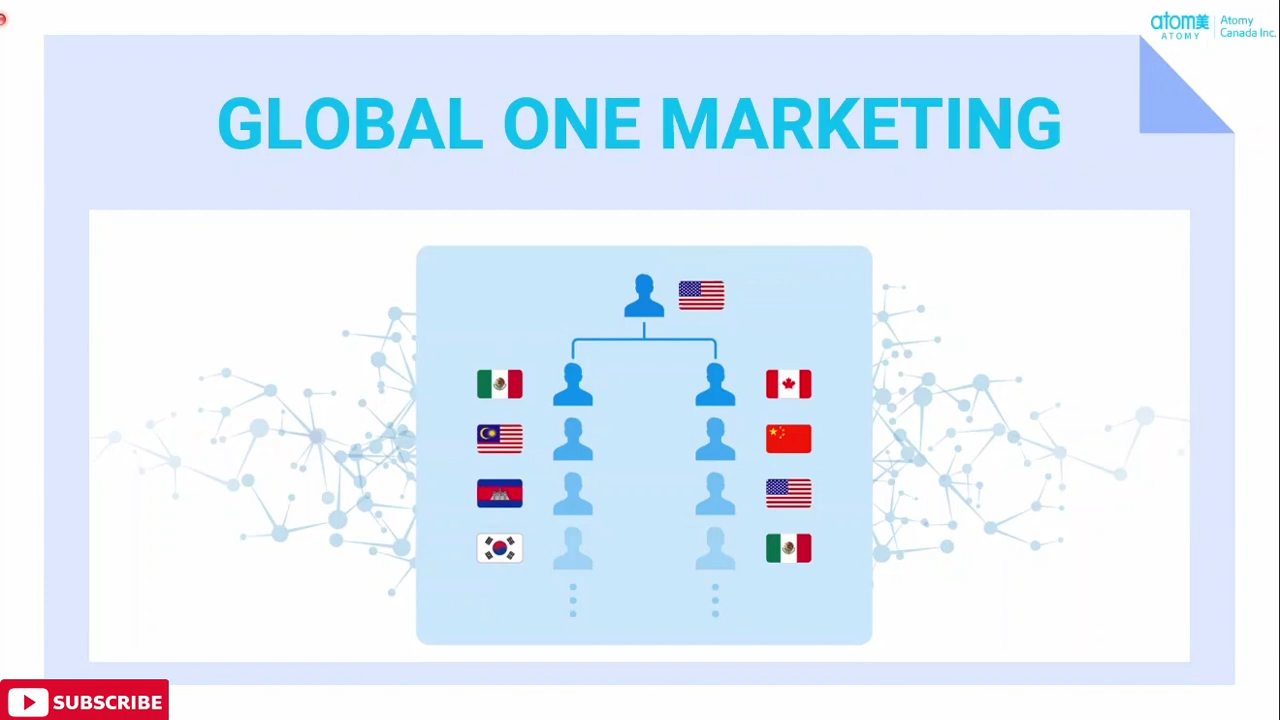 atom美
ATOMY
Atomy
Canada Inc.
GLOBAL ONE MARKETING
SUBSCRIBE